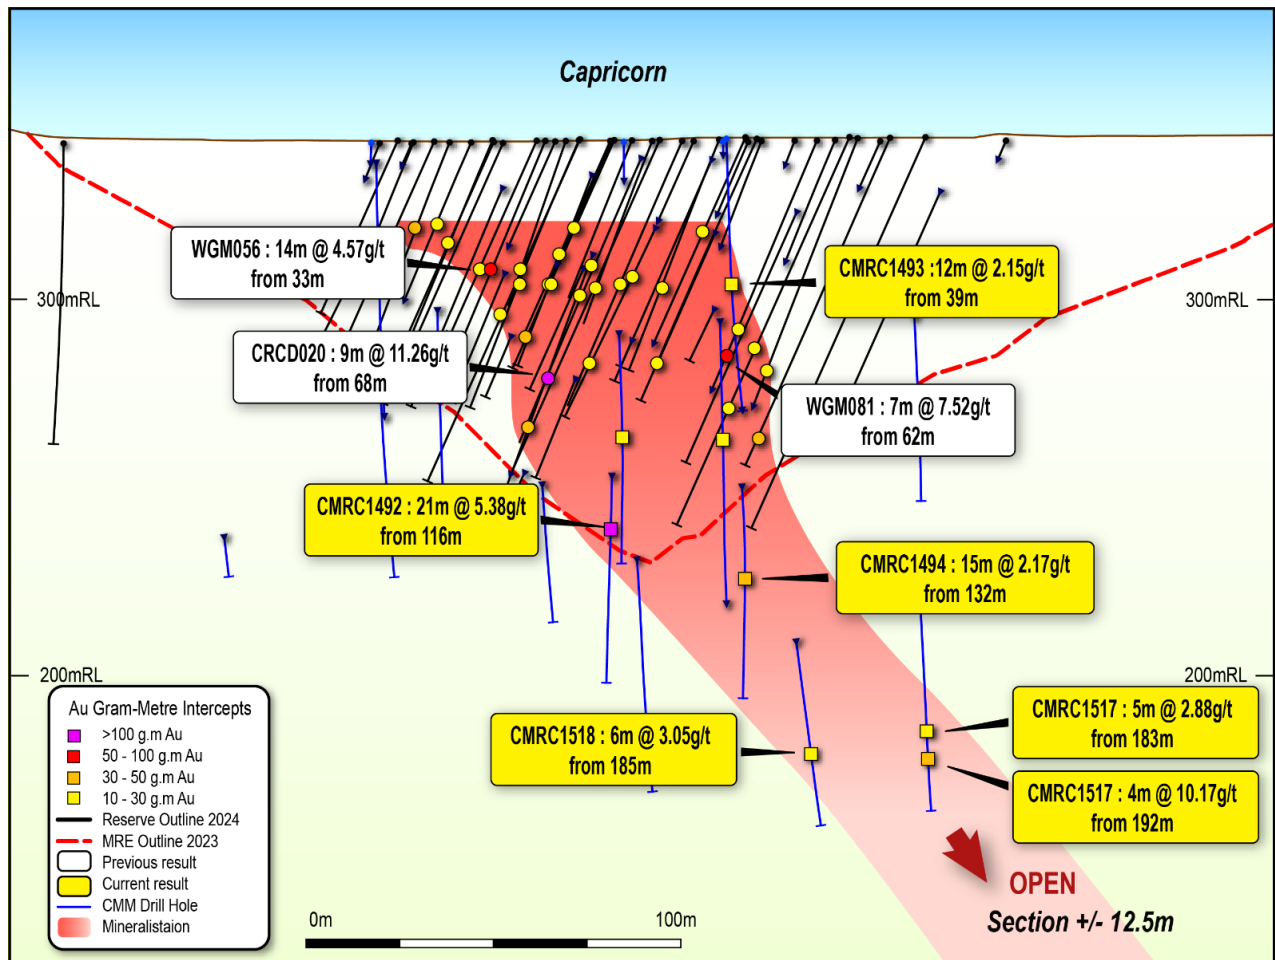 Capricorn
WGM056 : 14m @ 4.57g/t
from 33m
CMRC1493 :12m @ 2.15g/t
from 39m
300mRL
300mRL
CRCD020 : 9m @ 11.26g/t
from 68m
WGM081 : 7m @ 7.52g/t
from 62m
CMRC1492 : 21m @ 5.38g/t
from 116m
CMRC1494 : 15m @ 2.17g/t
from 132m
200mRL
200mRL
CMRC1518 : 6m @ 3.05g/t
from 185m
CMRC1517 : 5m @ 2.88g/t
from 183m
CMRC1517 : 4m @ 10.17g/t
from 192m
Au Gram-Metre Intercepts
>100 g.m Au
50 - 100 g.m Au
30 - 50 g.m Au
10 - 30 g.m Au
Reserve Outline 2024
MRE Outline 2023
Previous result
Current result
CMM Drill Hole
Mineralistaion
0m
100m
OPEN
Section +/- 12.5m